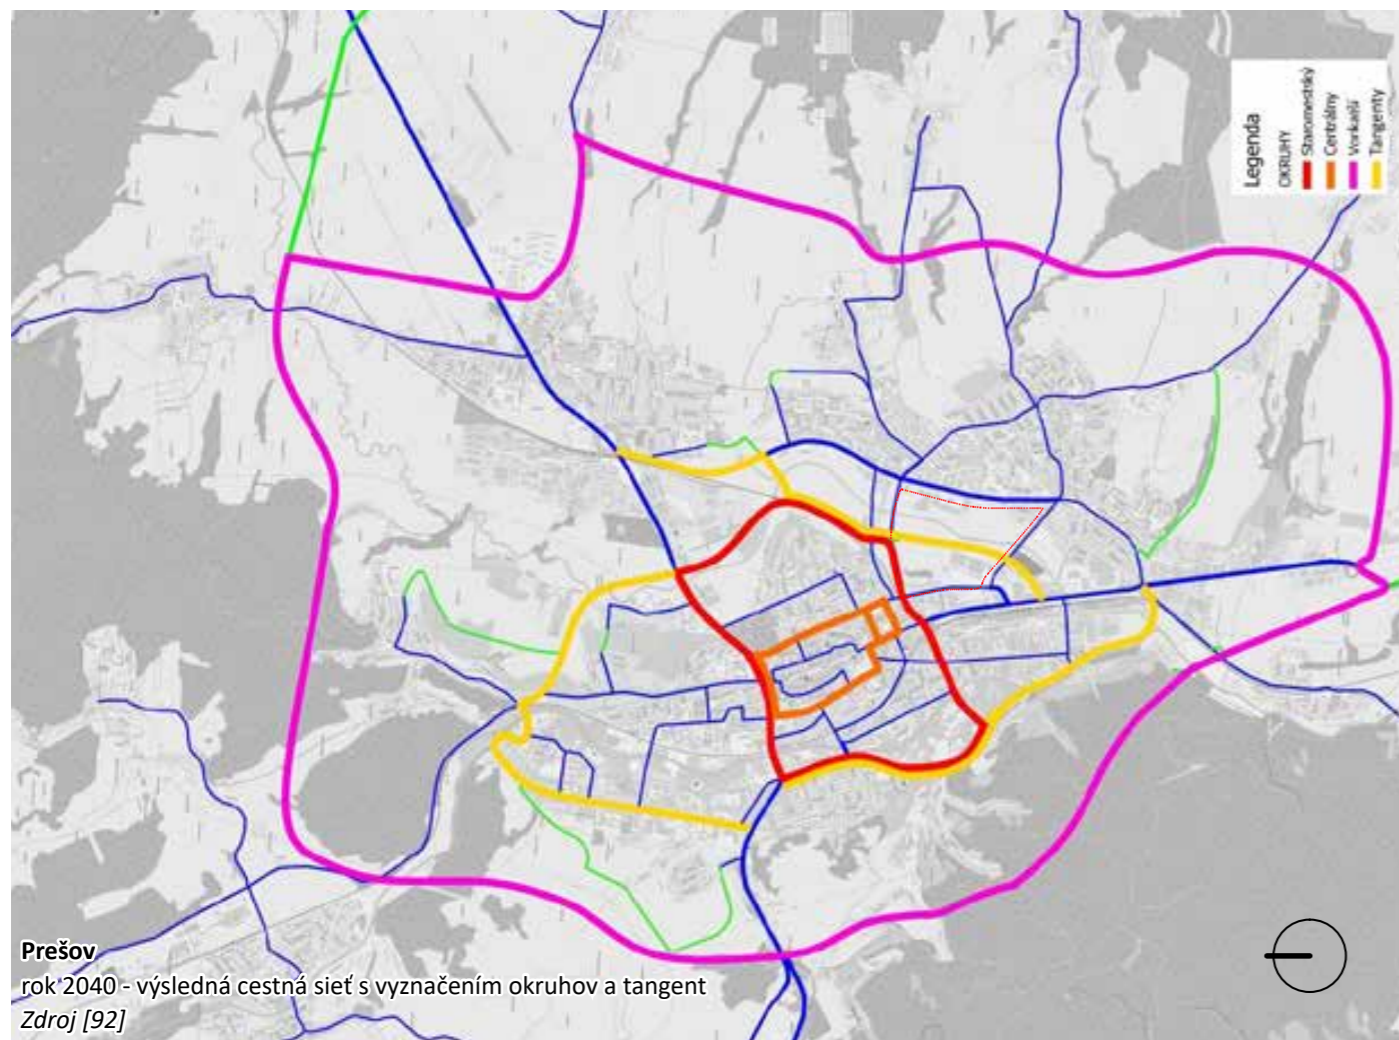 Legenda
OKRUHY
Staromestský
Centrálny
Vonkajší
Tangenty
Prešov
rok 2040 - výsledná cestná sieť s vyznačením okruhov a tangent
Zdroj [92]